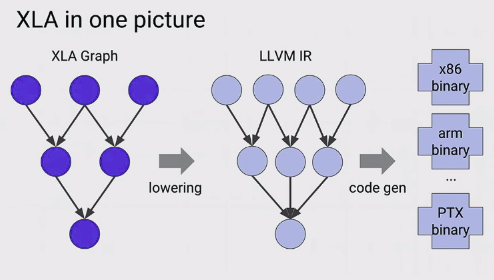 XLA in one picture
XLA Graph
LLVM IR
lowering
code gen
x86
binary
arm
binary
...
PTX
binary